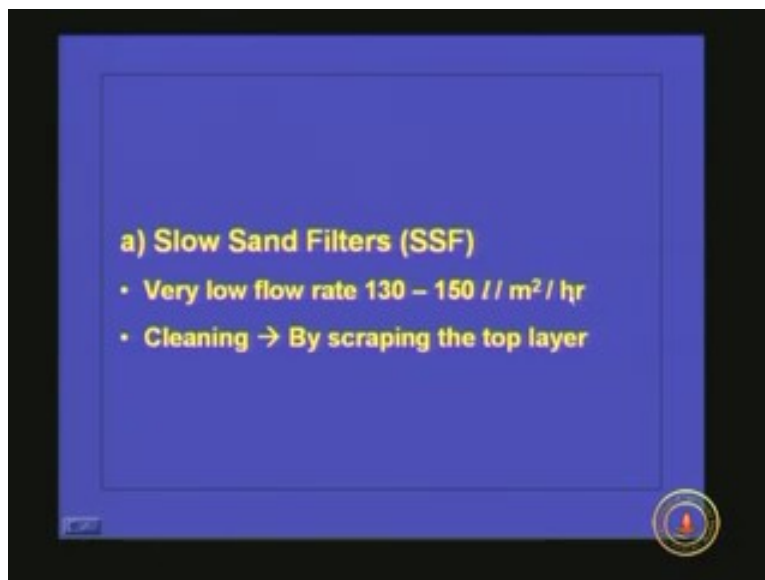 a) Slow Sand Filters (SSF)
• Very low flow rate 130 – 150 l / m² / hr
• Cleaning → By scraping the top layer